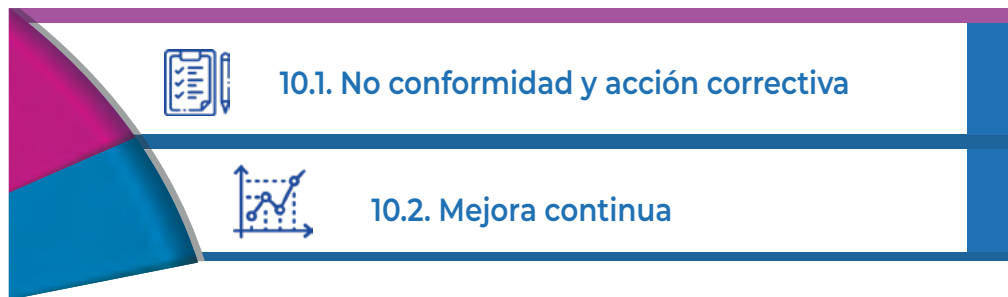 10.1. No conformidad y acción correctiva
10.2. Mejora continua